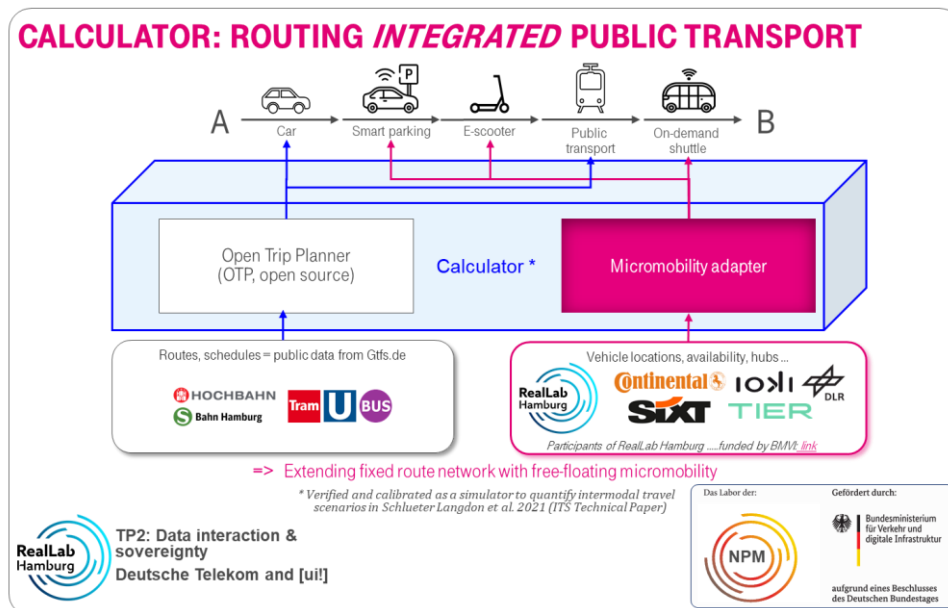 CALCULATOR: ROUTING INTEGRATED PUBLIC TRANSPORT
P
A
B
Car
Smart parking
E-scooter
Public
transport
On-demand
shuttle
Open Trip Planner
(OTP, open source)
Calculator *
Micromobility adapter
Routes, schedules = public data from Gtfs.de
HOCHBAHN
S Bahn Hamburg
Tram U BUS
Vehicle locations, availability, hubs ...
RealLab
Hamburg
Continental
ioki
DLR
SIXT
TIER
Participants of RealLab Hamburg .....funded by BMVI: link
=> Extending fixed route network with free-floating micromobility
* Verified and calibrated as a simulator to quantify intermodal travel
scenarios in Schlueter Langdon et al. 2021 (ITS Technical Paper)
RealLab
Hamburg
TP2: Data interaction &
sovereignty
Deutsche Telekom and [ui!]
Das Labor der:
NPM
Gefördert durch:
Bundesministerium
für Verkehr und
digitale Infrastruktur
aufgrund eines Beschlusses
des Deutschen Bundestages